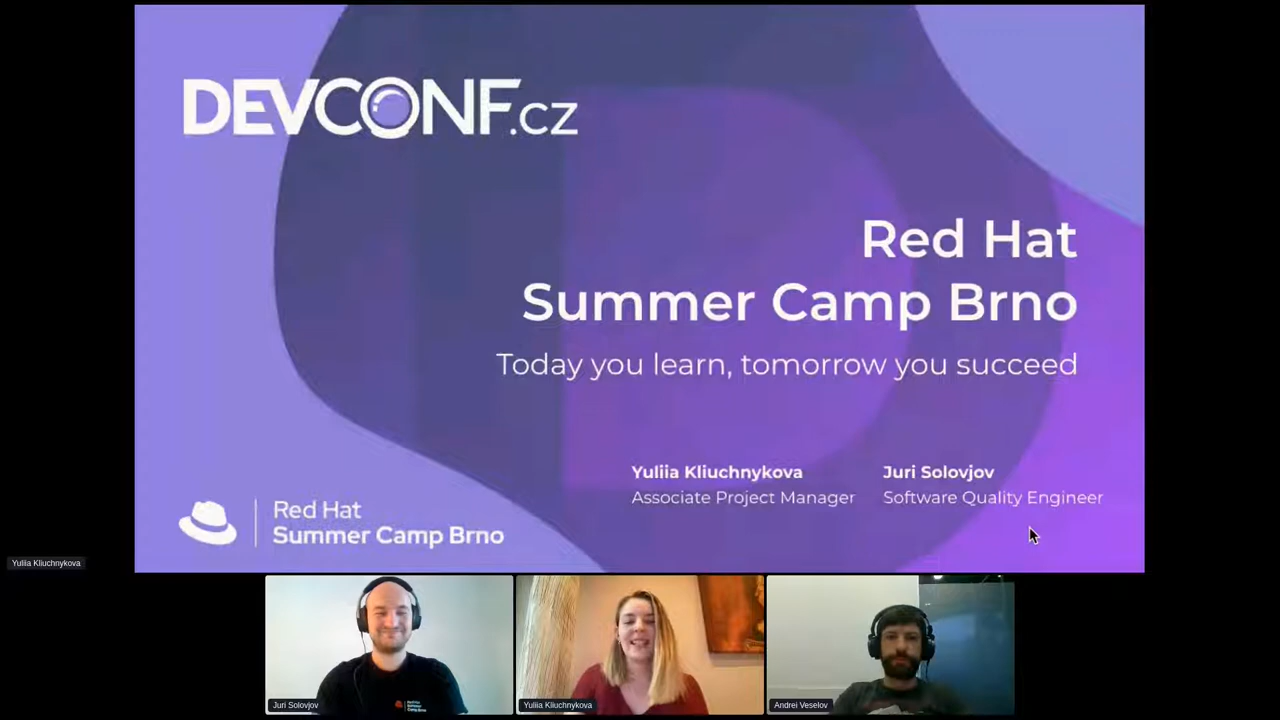 DEVCONF.cz
Red Hat
Summer Camp Brno
Today you learn, tomorrow you succeed
Yuliia Kliuchnykova
Associate Project Manager
Juri Solovjov
Software Quality Engineer
Red Hat
Summer Camp Brno
Yuliia Kliuchnykova
Juri Solovjov
Yuliia Kliuchnykova
Andrei Veselov